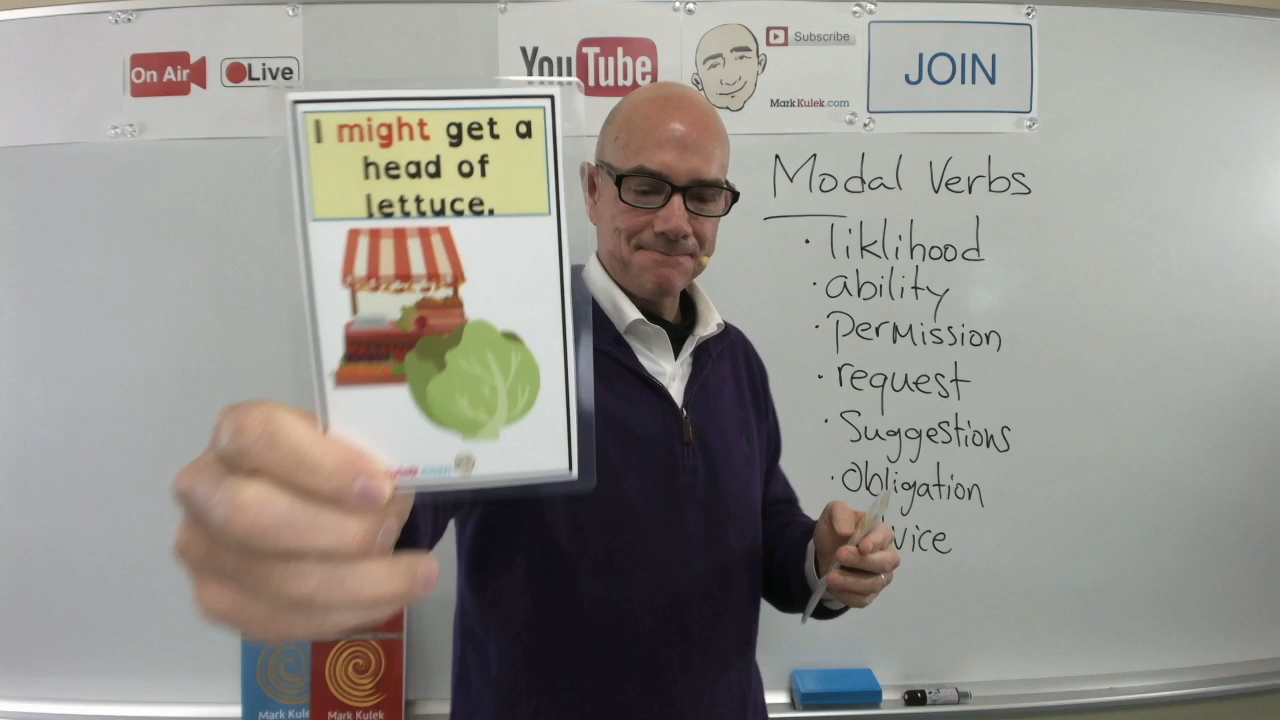 On Air
Live
YouTube
Subscribe
MarkKulek.com
JOIN
I might get a
head of
lettuce.
Modal Verbs
· liklihood
· ability
· Permission
· request
· Suggestions
· Obligation
Mark
Mark Kulek